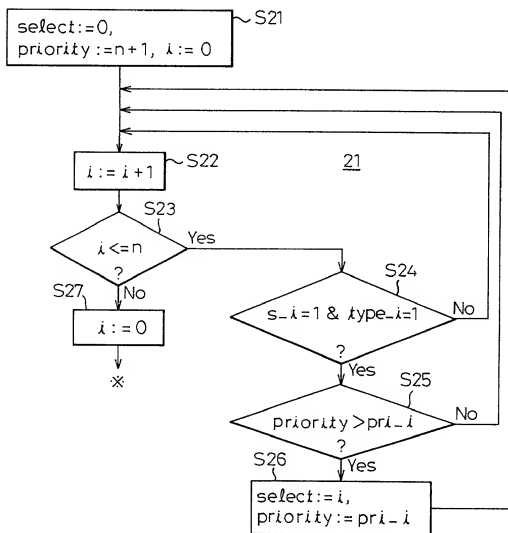 S21
select:=0,
priority:=n+1, i:=0
S22
21
i:=i+1
S23
i<=n
?
Yes
No
S27
i:=0
※
S24
s_i=1 & type_i=1
?
No
Yes
S25
priority>pri_i
?
No
Yes
S26
select:=i,
priority:=pri_i